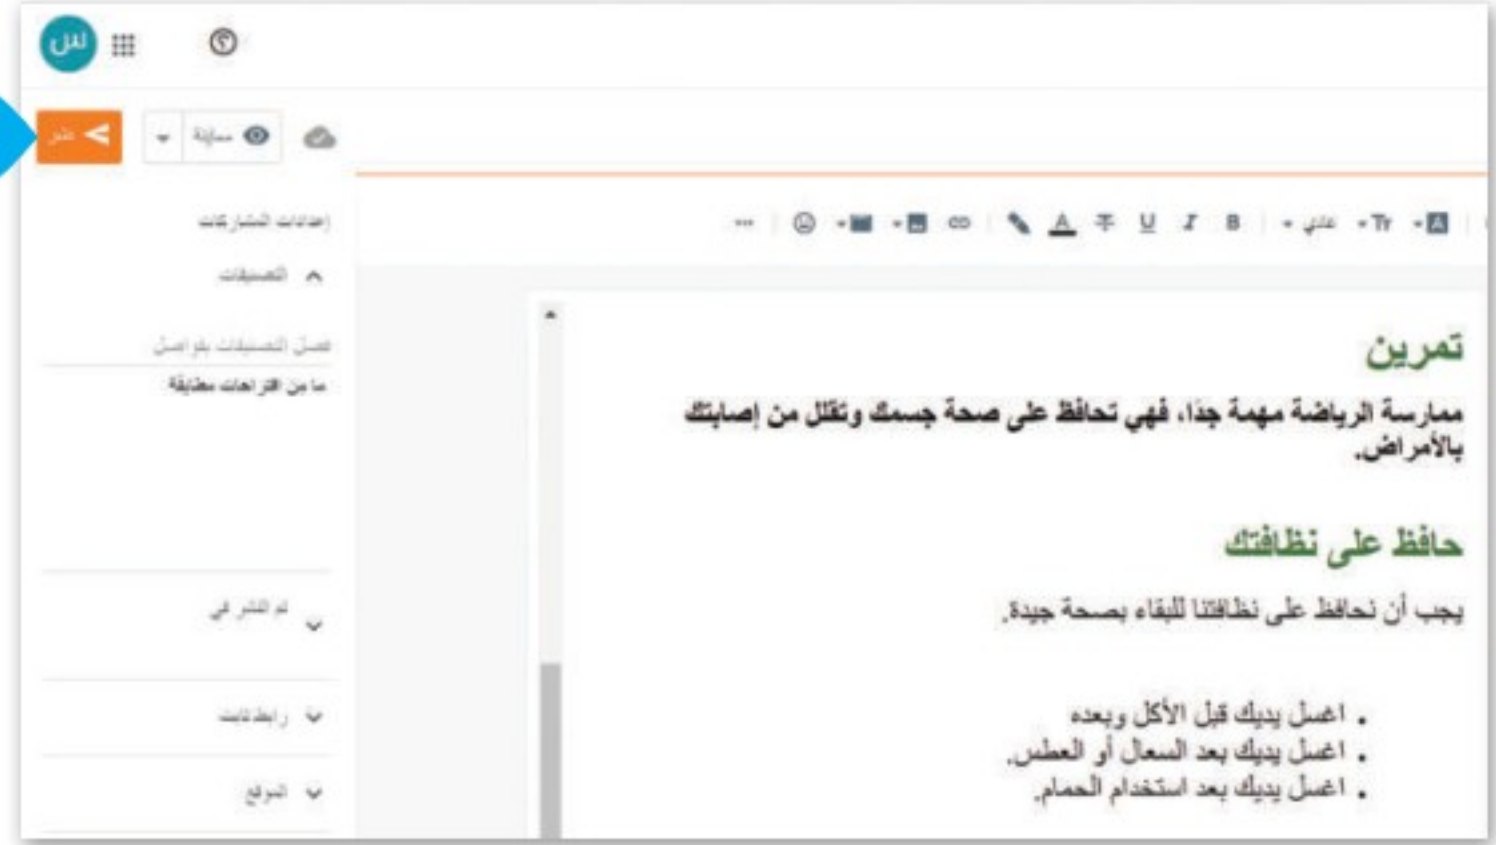 س
نشر
معاينة
إعدادات المشاركات
التصنيفات
فصل التصنيفات بفواصل
ما من اقتراحات مطابقة
تم النشر في
رابط ثابت
الموقع
عادي
B I U A
تمرين
ممارسة الرياضة مهمة جدًا، فهي تحافظ على صحة جسمك وتقلل من إصابتك
بالأمراض.
حافظ على نظافتك
يجب أن نحافظ على نظافتنا للبقاء بصحة جيدة.
• اغسل يديك قبل الأكل وبعده
• اغسل يديك بعد السعال أو العطس.
• اغسل يديك بعد استخدام الحمام.